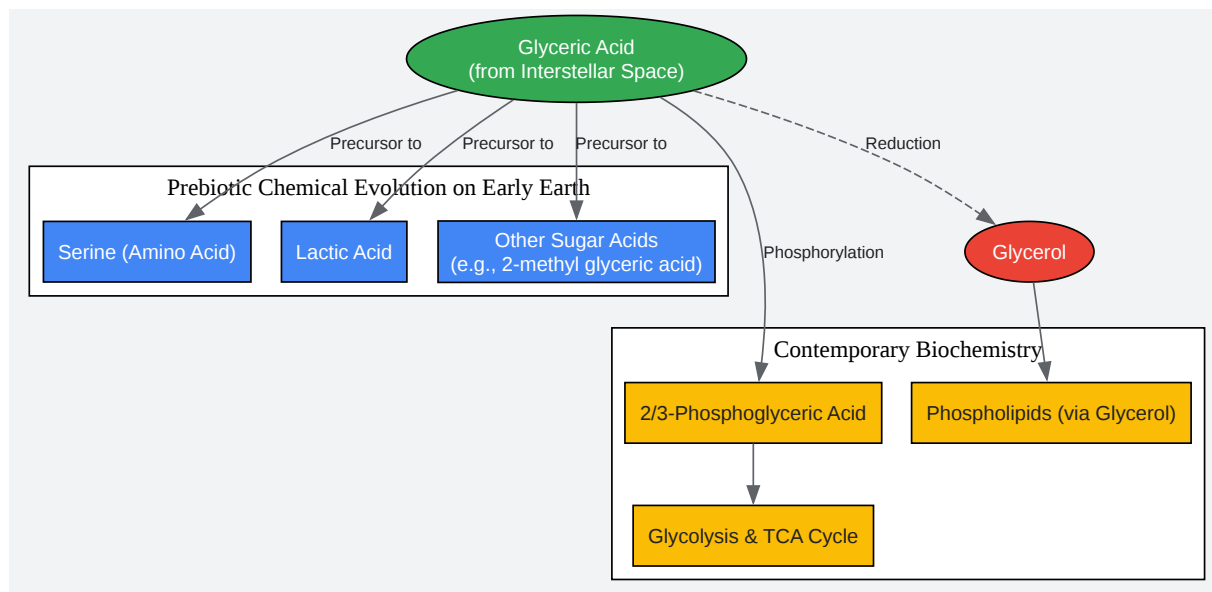 Glyceric Acid
(from Interstellar Space)
Precursor to
Precursor to
Precursor to
Reduction
Prebiotic Chemical Evolution on Early Earth
Serine (Amino Acid)
Lactic Acid
Other Sugar Acids
(e.g., 2-methyl glyceric acid)
Phosphorylation
Glycerol
Contemporary Biochemistry
2/3-Phosphoglyceric Acid
Phospholipids (via Glycerol)
Glycolysis & TCA Cycle